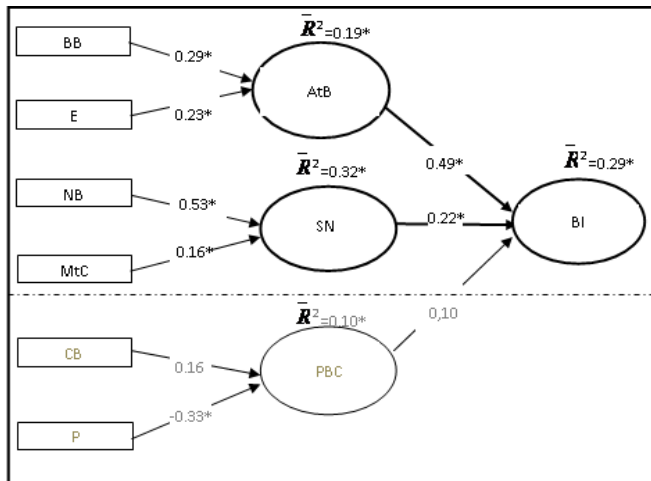 BB
E
NB
MtC
CB
P
0.29*
0.23*
0.53*
0.16*
0.16
-0.33*
R̄²=0.19*
AtB
R̄²=0.32*
SN
R̄²=0.10*
PBC
0.49*
0.22*
0,10
R̄²=0.29*
BI